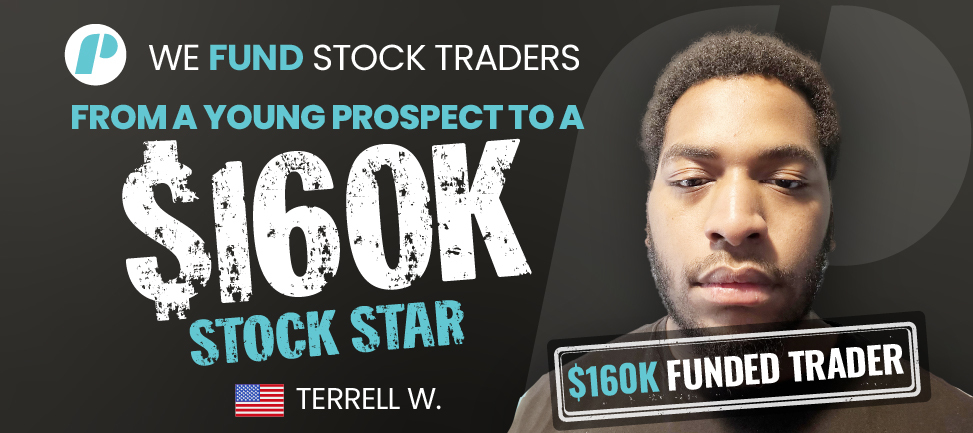 P WE FUND STOCK TRADERS
FROM A YOUNG PROSPECT TO A
$160K
STOCK STAR
TERRELL W.
$160K FUNDED TRADER